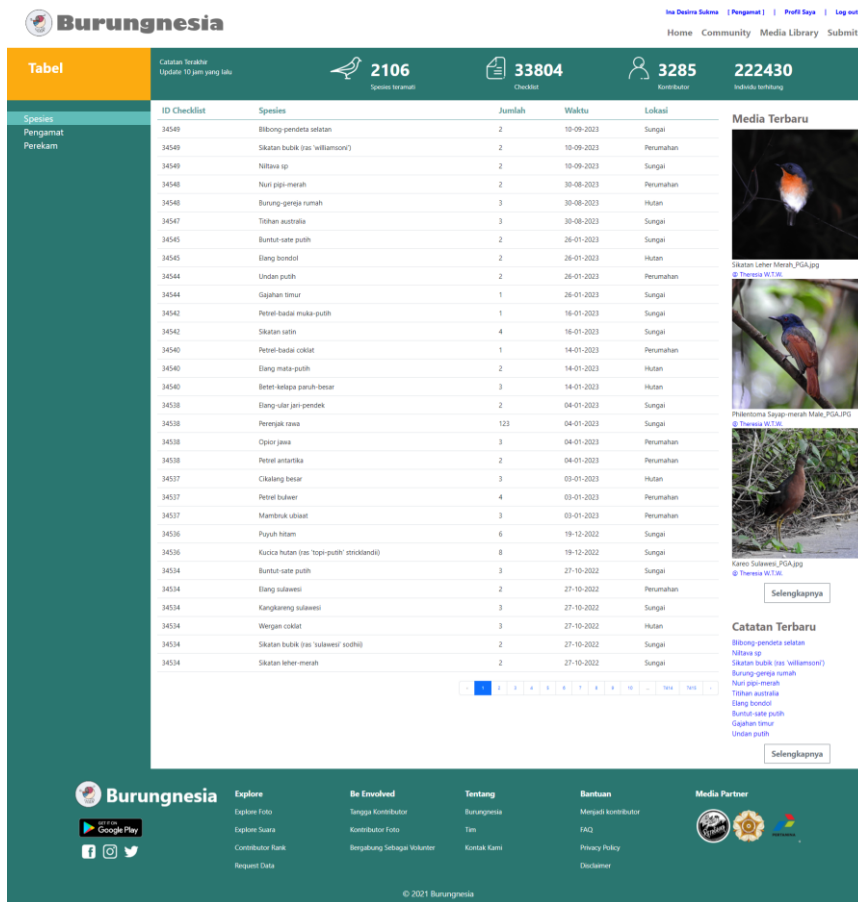 Ina Desirra Sukma [Pengamat] | Profil Saya | Log out
Burungnesia
Home Community Media Library Submit
Tabel
Catatan Terakhir
Update 10 jam yang lalu
2106
Spesies teramati
33804
Checklist
3285
Kontributor
222430
Individu terhitung
Spesies
Pengamat
Perekam
ID Checklist Spesies Jumlah Waktu Lokasi
34549 Blibong-pendeta selatan 2 10-09-2023 Sungai
34549 Sikatan bubik (ras 'williamsoni') 2 10-09-2023 Perumahan
34549 Niltava sp 2 10-09-2023 Sungai
34548 Nuri pipi-merah 2 30-08-2023 Perumahan
34548 Burung-gereja rumah 3 30-08-2023 Hutan
34547 Titihan australia 3 30-08-2023 Sungai
34545 Buntut-sate putih 2 26-01-2023 Sungai
34545 Elang bondol 2 26-01-2023 Hutan
34544 Undan putih 2 26-01-2023 Perumahan
34544 Gajahan timur 1 26-01-2023 Sungai
34542 Petrel-badai muka-putih 1 16-01-2023 Sungai
34542 Sikatan satin 4 16-01-2023 Sungai
34540 Petrel-badai coklat 1 14-01-2023 Perumahan
34540 Elang mata-putih 2 14-01-2023 Hutan
34540 Betet-kelapa paruh-besar 3 14-01-2023 Hutan
34538 Elang-ular jari-pendek 2 04-01-2023 Sungai
34538 Perenjak rawa 123 04-01-2023 Sungai
34538 Opior jawa 3 04-01-2023 Perumahan
34538 Petrel antartika 2 04-01-2023 Perumahan
34537 Cikalang besar 3 03-01-2023 Hutan
34537 Petrel bulwer 4 03-01-2023 Perumahan
34537 Mambruk ubiaat 3 03-01-2023 Perumahan
34536 Puyuh hitam 6 19-12-2022 Sungai
34536 Kucica hutan (ras 'topi-putih' stricklandii) 8 19-12-2022 Sungai
34534 Buntut-sate putih 3 27-10-2022 Sungai
34534 Elang sulawesi 2 27-10-2022 Perumahan
34534 Kangkareng sulawesi 3 27-10-2022 Sungai
34534 Wergan coklat 3 27-10-2022 Hutan
34534 Sikatan bubik (ras 'sulawesi' sodhii) 2 27-10-2022 Sungai
34534 Sikatan leher-merah 2 27-10-2022 Sungai
1 2 3 4 5 6 7 8 9 10 ...
Media Terbaru
Sikatan Leher Merah_PGA.jpg
@ Theresia W.T.W.
Philentoma Sayap-merah Male_PGA.JPG
@ Theresia W.T.W.
Kareo Sulawesi_PGA.jpg
@ Theresia W.T.W.
Selengkapnya
Catatan Terbaru
Blibong-pendeta selatan
Niltava sp
Sikatan bubik (ras 'williamsoni')
Burung-gereja rumah
Nuri pipi-merah
Titihan australia
Elang bondol
Buntut-sate putih
Gajahan timur
Undan putih
Selengkapnya
Burungnesia
GET IT ON
Google Play
Explore
Explore Foto
Explore Suara
Contributor Rank
Request Data
Be Envolved
Tangga Kontributor
Kontributor Foto
Bergabung Sebagai Volunter
Tentang
Burungnesia
Tim
Kontak Kami
Bantuan
Menjadi kontributor
FAQ
Privacy Policy
Disclaimer
Media Partner
© 2021 Burungnesia